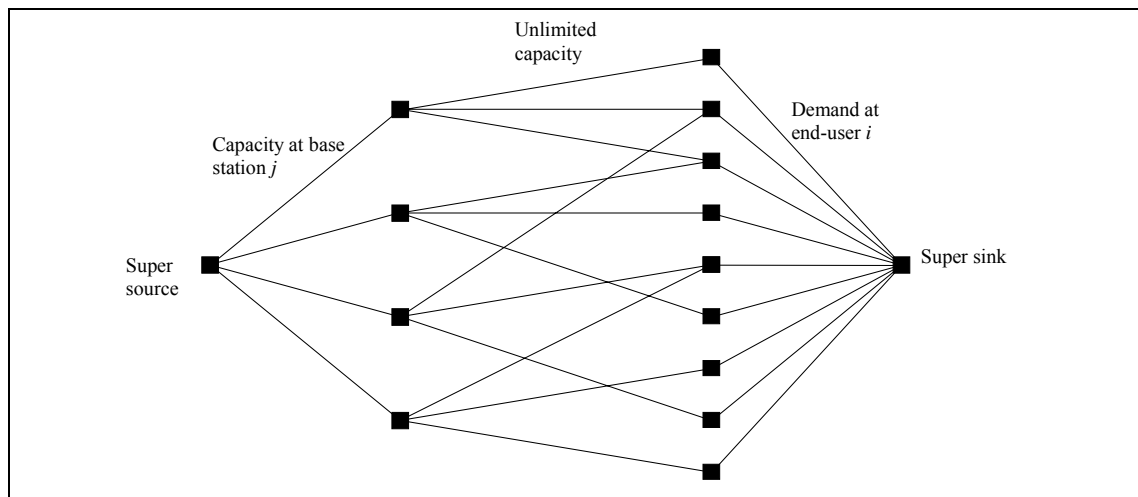 Unlimited
capacity
Demand at
end-user i
Capacity at base
station j
Super
source
Super sink